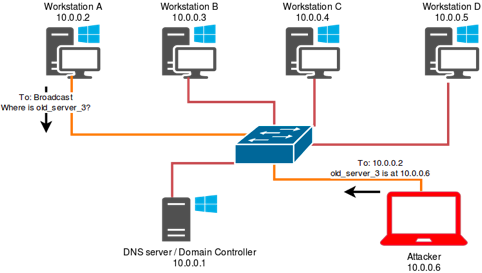 Workstation A
10.0.0.2
Workstation B
10.0.0.3
Workstation C
10.0.0.4
Workstation D
10.0.0.5
To: Broadcast
Where is old_server_3?
To: 10.0.0.2
old_server_3 is at 10.0.0.6
DNS server / Domain Controller
10.0.0.1
Attacker
10.0.0.6